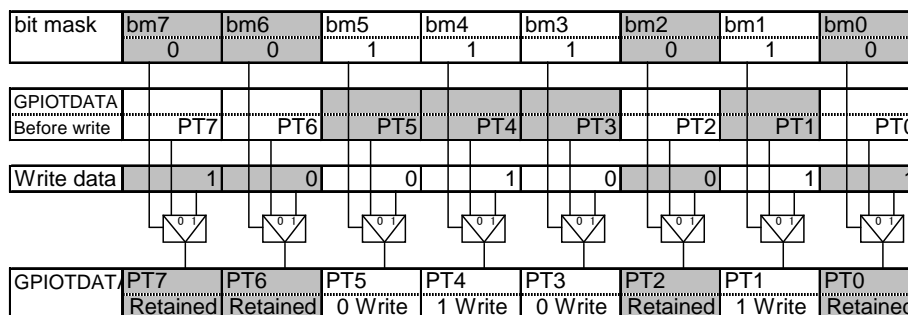 bit mask bm7 bm6 bm5 bm4 bm3 bm2 bm1 bm0
0 0 1 1 1 0 1 0
GPIOTDATA
Before write PT7 PT6 PT5 PT4 PT3 PT2 PT1 PT0
Write data 1 0 0 1 0 0 1 1
0 1 0 1 0 1 0 1 0 1 0 1 0 1 0 1
GPIOTDATA PT7 PT6 PT5 PT4 PT3 PT2 PT1 PT0
Retained Retained 0 Write 1 Write 0 Write Retained 1 Write Retained